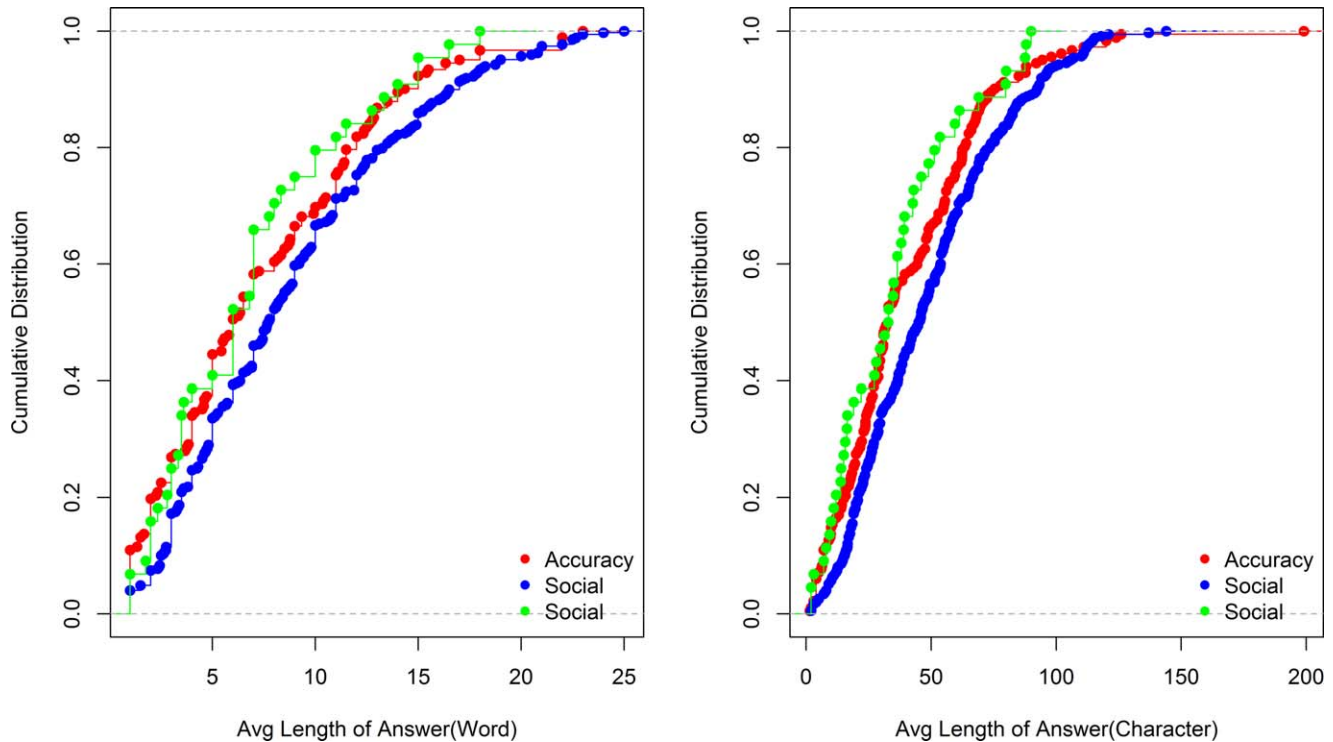 1.0
0.8
0.6
0.4
0.2
0.0
Cumulative Distribution
Accuracy
Social
Social
5 10 15 20 25
Avg Length of Answer(Word)
1.0
0.8
0.6
0.4
0.2
0.0
Cumulative Distribution
Accuracy
Social
Social
0 50 100 150 200
Avg Length of Answer(Character)